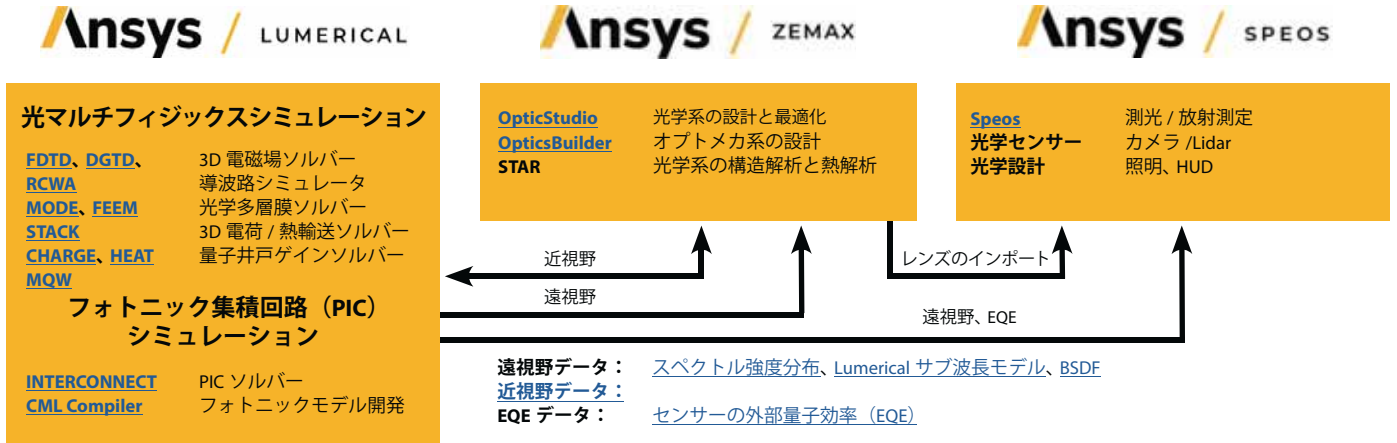 Ansys / LUMERICAL
Ansys / ZEMAX
Ansys / SPEOS
光マルチフィジックスシミュレーション
FDTD、DGTD、 3D 電磁場ソルバー
RCWA 導波路シミュレータ
MODE、FEEM 光学多層膜ソルバー
STACK 3D 電荷 / 熱輸送ソルバー
CHARGE、HEAT 量子井戸ゲインソルバー
MQW
フォトニック集積回路（PIC）
シミュレーション
INTERCONNECT PIC ソルバー
CML Compiler フォトニックモデル開発
OpticStudio 光学系の設計と最適化
OpticsBuilder オプトメカ系の設計
STAR 光学系の構造解析と熱解析
Speos 測光 / 放射測定
光学センサー カメラ /Lidar
光学設計 照明、HUD
近視野
レンズのインポート
遠視野
遠視野、EQE
遠視野データ： スペクトル強度分布、Lumerical サブ波長モデル、BSDF
近視野データ：
EQE データ： センサーの外部量子効率（EQE）